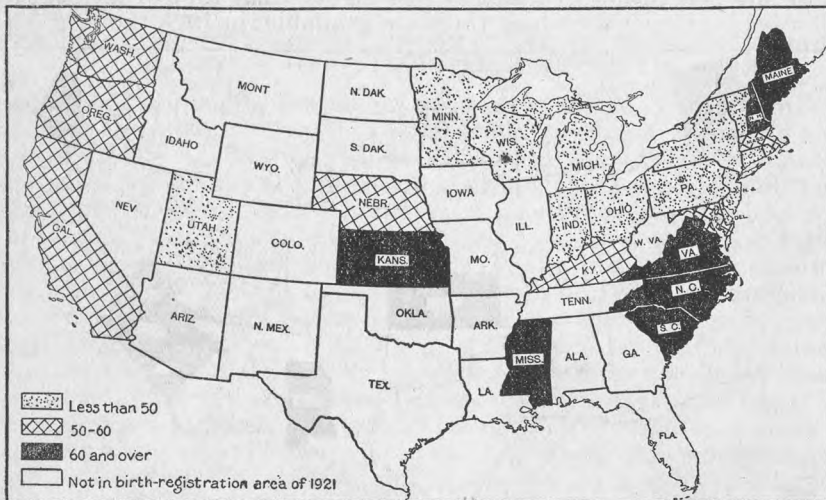 WASH.
OREG.
CAL.
NEV
IDAHO
MONT
WYO.
UTAH
COLO.
ARIZ.
N. MEX.
N. DAK.
S. DAK.
NEBR.
KANS.
OKLA.
TEX.
MINN.
IOWA
MO.
ARK.
LA.
WIS.
ILL.
MICH.
IND.
OHIO
KY.
TENN.
MISS.
ALA.
GA.
FLA.
S. C.
N. C.
VA.
W. VA.
PA.
DEL.
MAINE
Less than 50
50-60
60 and over
Not in birth-registration area of 1921